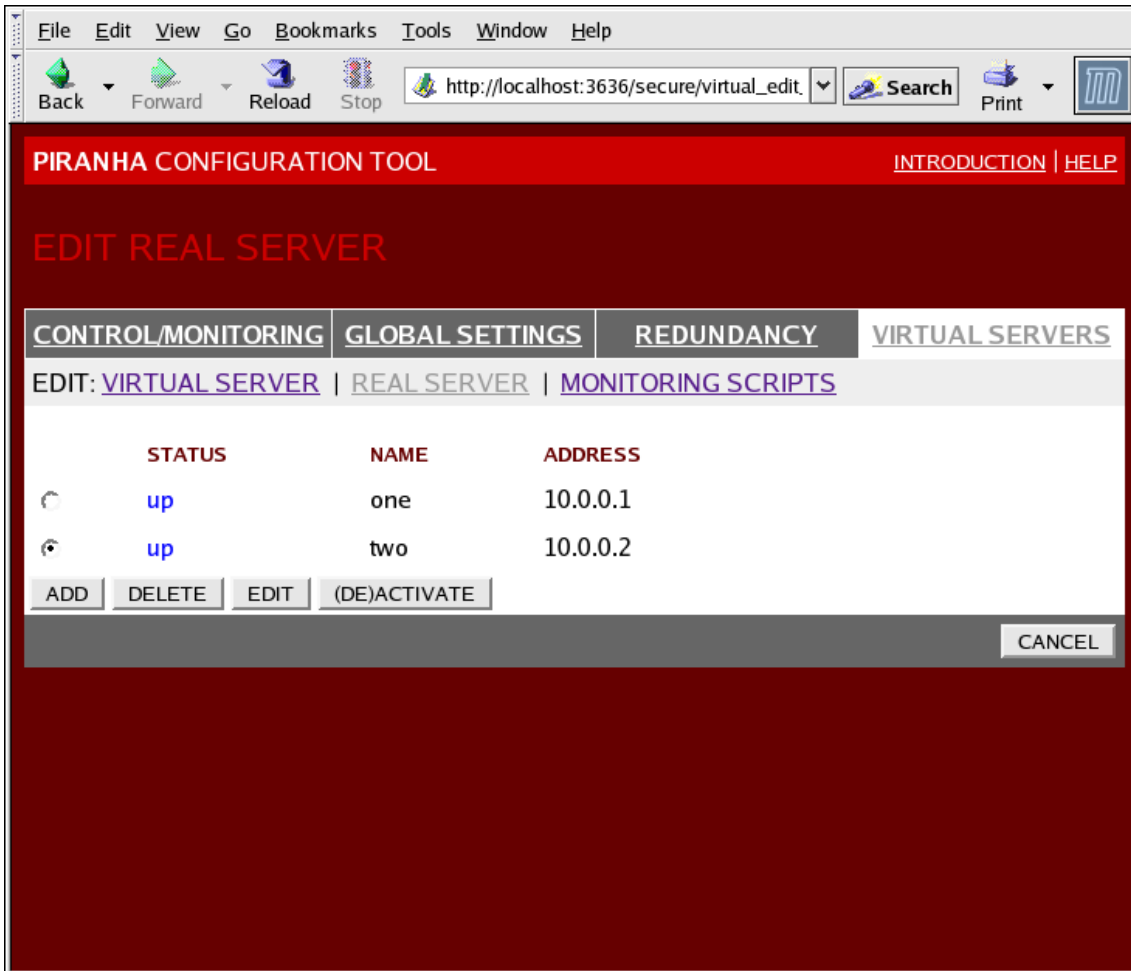 File Edit View Go Bookmarks Tools Window Help
Back Forward Reload Stop http://localhost:3636/secure/virtual_edit_ Search Print
PIRANHA CONFIGURATION TOOL INTRODUCTION | HELP
EDIT REAL SERVER
CONTROL/MONITORING GLOBAL SETTINGS REDUNDANCY VIRTUAL SERVERS
EDIT: VIRTUAL SERVER | REAL SERVER | MONITORING SCRIPTS
STATUS NAME ADDRESS
up one 10.0.0.1
up two 10.0.0.2
ADD DELETE EDIT (DE)ACTIVATE
CANCEL